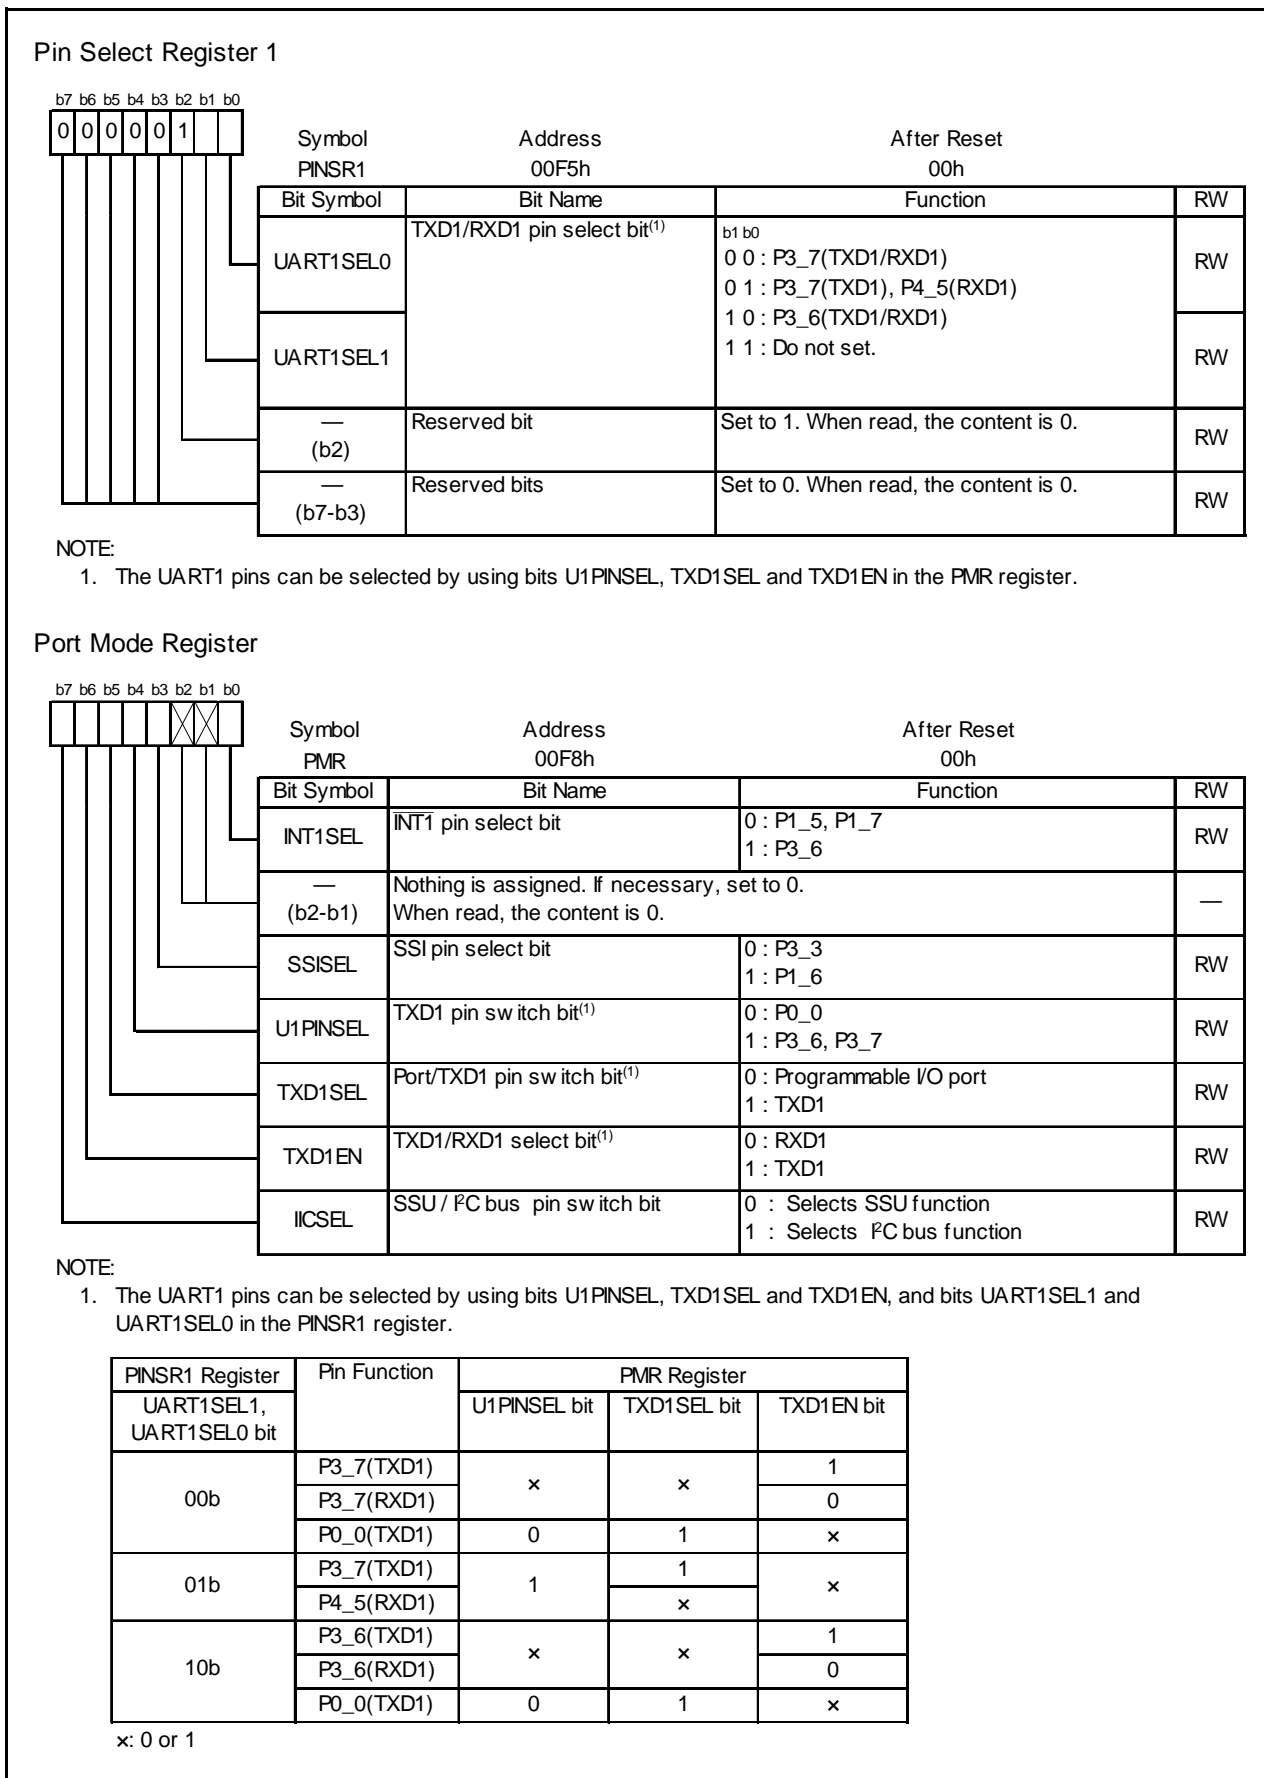 Pin Select Register 1
b7 b6 b5 b4 b3 b2 b1 b0
0 0 0 0 0 1
Symbol Address After Reset
PINSR1 00F5h 00h
Bit Symbol Bit Name Function RW
UART1SEL0 TXD1/RXD1 pin select bit(1) b1 b0
0 0 : P3_7(TXD1/RXD1) RW
0 1 : P3_7(TXD1), P4_5(RXD1)
1 0 : P3_6(TXD1/RXD1)
UART1SEL1 1 1 : Do not set. RW
— Reserved bit Set to 1. When read, the content is 0. RW
(b2)
— Reserved bits Set to 0. When read, the content is 0. RW
(b7-b3)
NOTE:
1. The UART1 pins can be selected by using bits U1PINSEL, TXD1SEL and TXD1EN in the PMR register.
Port Mode Register
b7 b6 b5 b4 b3 b2 b1 b0
Symbol Address After Reset
PMR 00F8h 00h
Bit Symbol Bit Name Function RW
INT1SEL INT1 pin select bit 0 : P1_5, P1_7 RW
1 : P3_6
— Nothing is assigned. If necessary, set to 0. —
(b2-b1) When read, the content is 0.
SSISEL SSI pin select bit 0 : P3_3 RW
1 : P1_6
U1PINSEL TXD1 pin switch bit(1) 0 : P0_0 RW
1 : P3_6, P3_7
TXD1SEL Port/TXD1 pin switch bit(1) 0 : Programmable I/O port RW
1 : TXD1
TXD1EN TXD1/RXD1 select bit(1) 0 : RXD1 RW
1 : TXD1
IICSEL SSU / I²C bus pin switch bit 0 : Selects SSU function RW
1 : Selects I²C bus function
NOTE:
1. The UART1 pins can be selected by using bits U1PINSEL, TXD1SEL and TXD1EN, and bits UART1SEL1 and
UART1SEL0 in the PINSR1 register.
PINSR1 Register Pin Function PMR Register
UART1SEL1, U1PINSEL bit TXD1SEL bit TXD1EN bit
UART1SEL0 bit
00b P3_7(TXD1) × × 1
P3_7(RXD1) 0
P0_0(TXD1) 0 1 ×
01b P3_7(TXD1) 1 1 ×
P4_5(RXD1) ×
10b P3_6(TXD1) × × 1
P3_6(RXD1) 0
P0_0(TXD1) 0 1 ×
×: 0 or 1